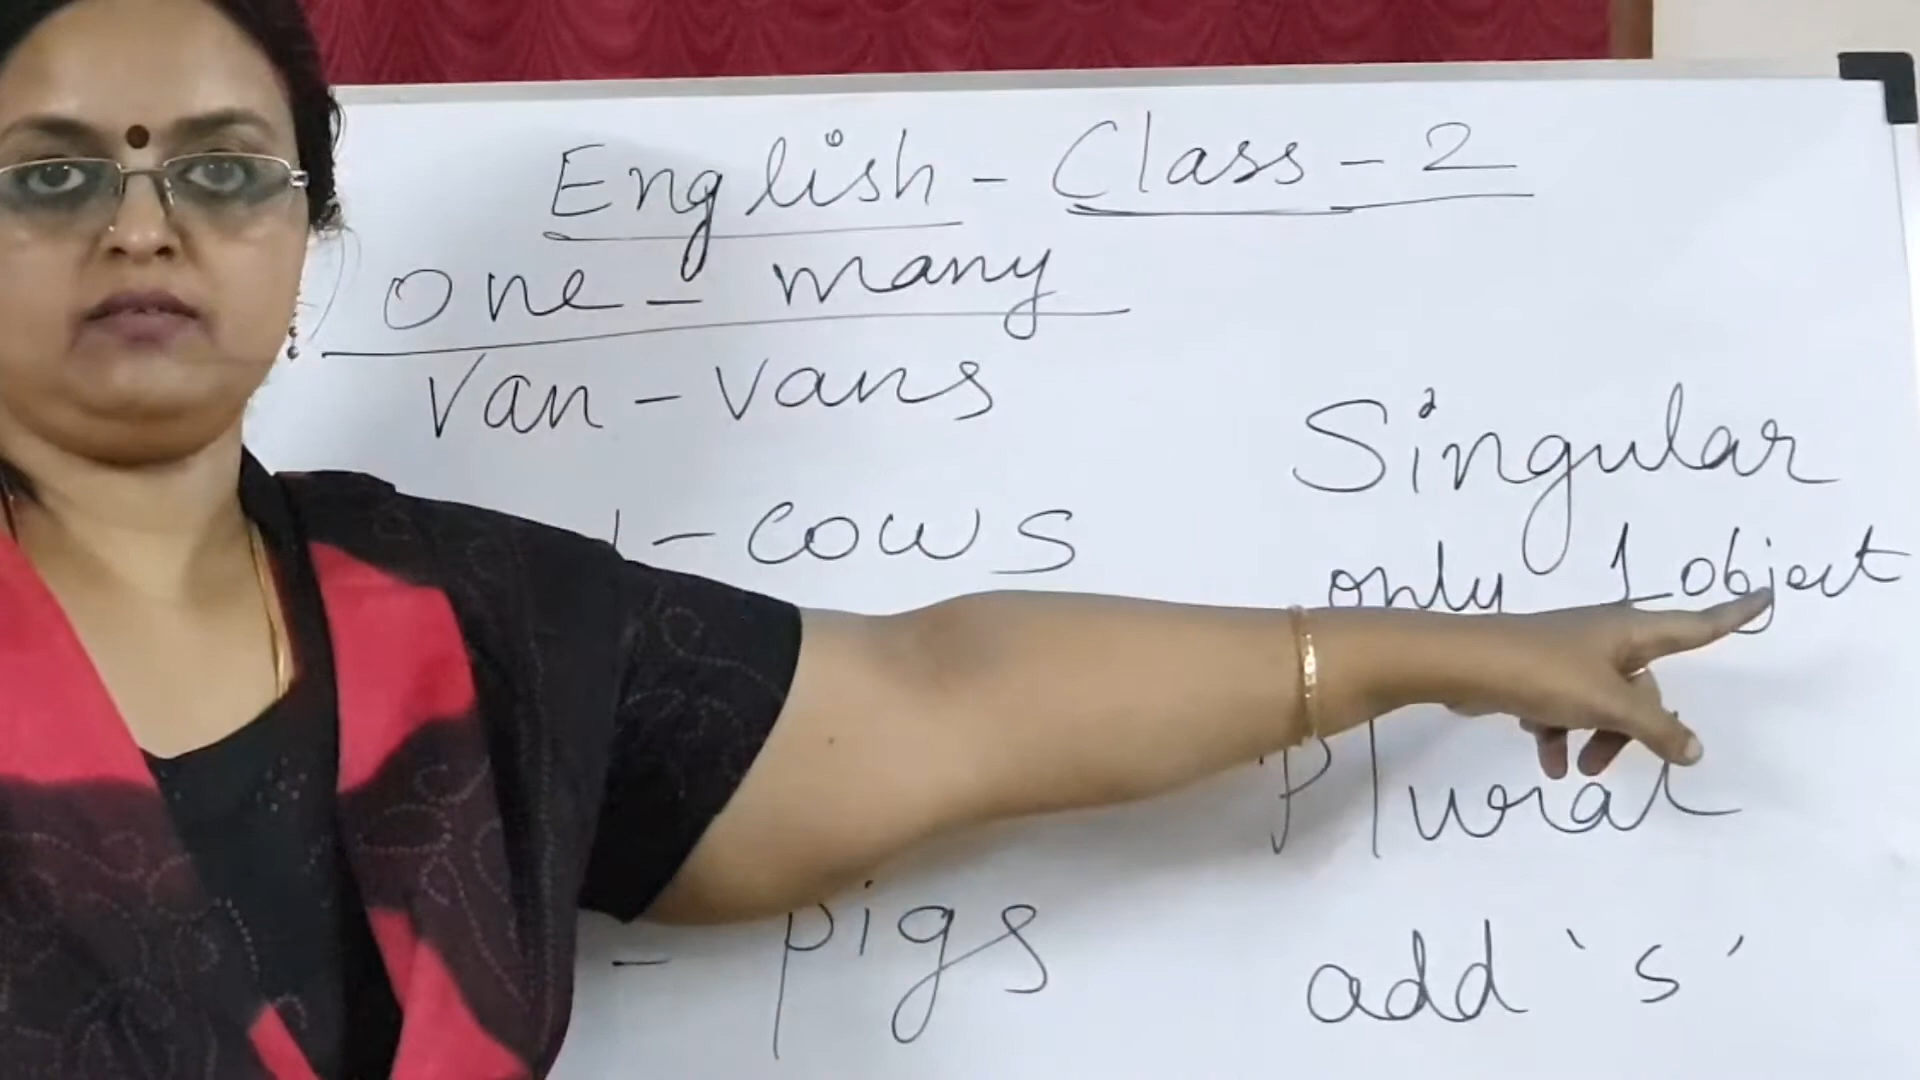 English - Class - 2
One - many
Van - Vans
- cows
- pigs
Singular
only 1 object
Plural
add 's'